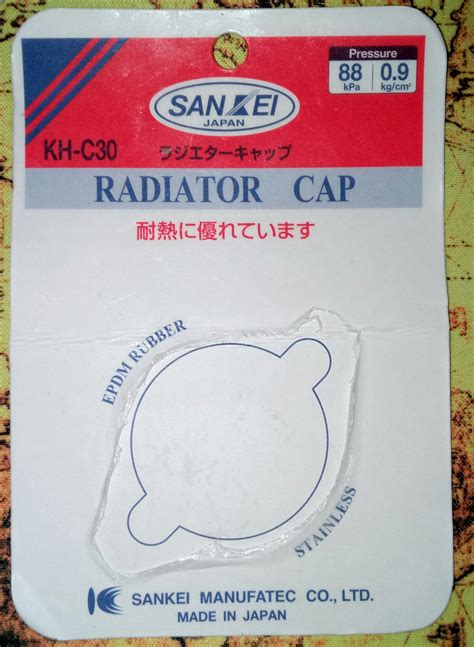 Pressure
88 0.9
kPa kg/cm²
SANKEI
JAPAN
KH-C30 ラジエターキャップ
RADIATOR CAP
耐熱に優れています
EPDM RUBBER
STAINLESS
SANKEI MANUFATEC CO., LTD.
MADE IN JAPAN